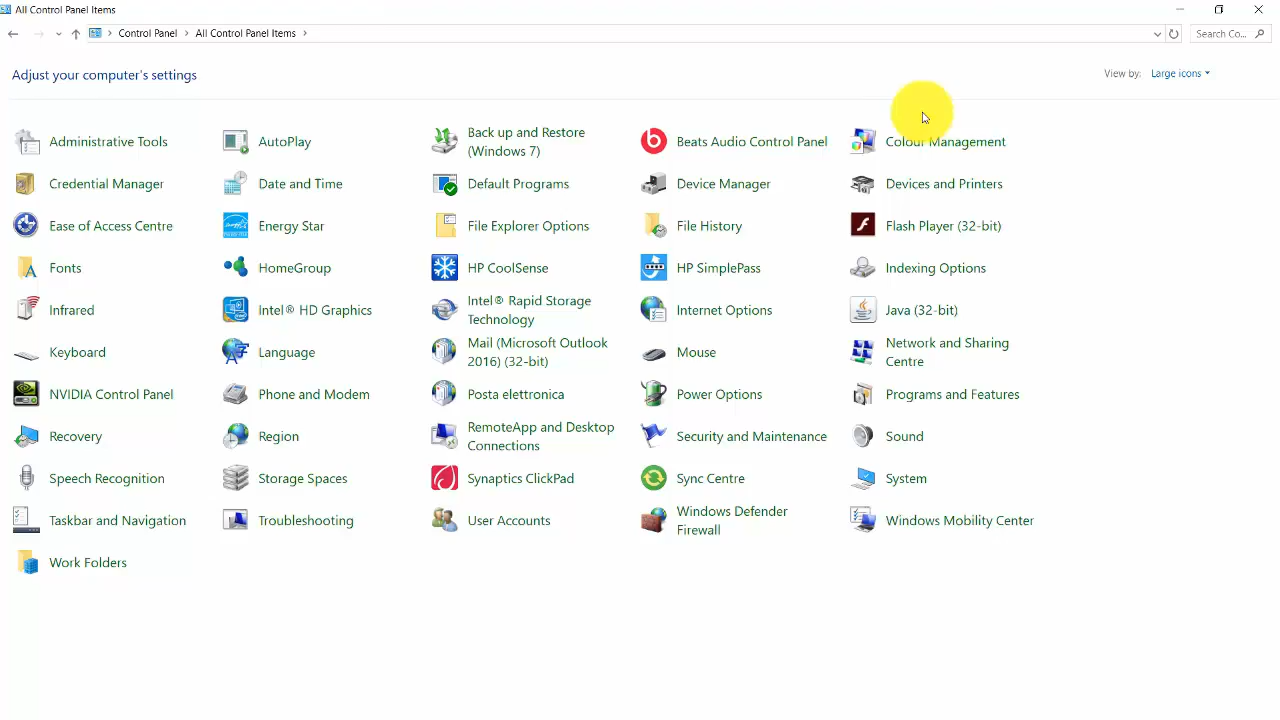 All Control Panel Items
Control Panel > All Control Panel Items >
Search Co...
Adjust your computer's settings
View by: Large icons
Administrative Tools
AutoPlay
Back up and Restore
(Windows 7)
Beats Audio Control Panel
Colour Management
Credential Manager
Date and Time
Default Programs
Device Manager
Devices and Printers
Ease of Access Centre
Energy Star
File Explorer Options
File History
Flash Player (32-bit)
Fonts
HomeGroup
HP CoolSense
HP SimplePass
Indexing Options
Infrared
Intel® HD Graphics
Intel® Rapid Storage
Technology
Internet Options
Java (32-bit)
Keyboard
Language
Mail (Microsoft Outlook
2016) (32-bit)
Mouse
Network and Sharing
Centre
NVIDIA Control Panel
Phone and Modem
Posta elettronica
Power Options
Programs and Features
Recovery
Region
RemoteApp and Desktop
Connections
Security and Maintenance
Sound
Speech Recognition
Storage Spaces
Synaptics ClickPad
Sync Centre
System
Taskbar and Navigation
Troubleshooting
User Accounts
Windows Defender
Firewall
Windows Mobility Center
Work Folders